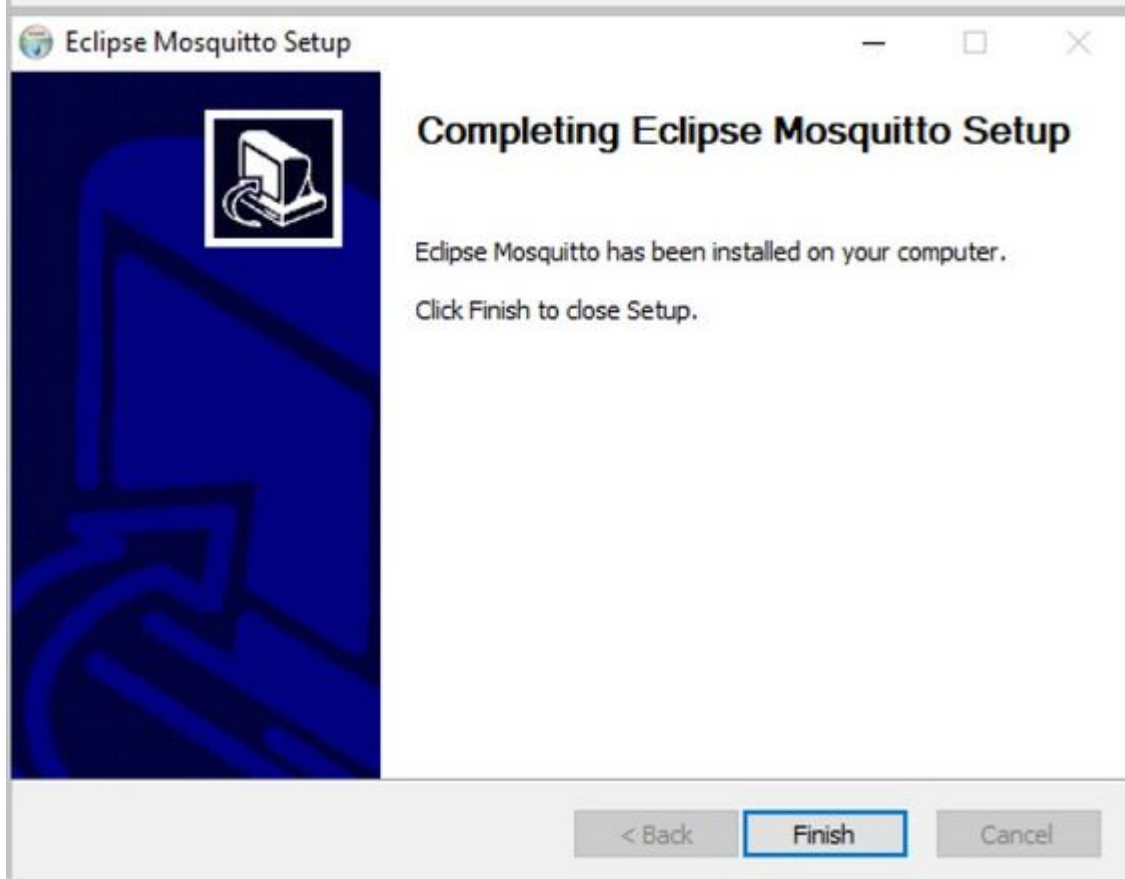 Eclipse Mosquitto Setup
Completing Eclipse Mosquitto Setup
Eclipse Mosquitto has been installed on your computer.
Click Finish to close Setup.
< Back
Finish
Cancel